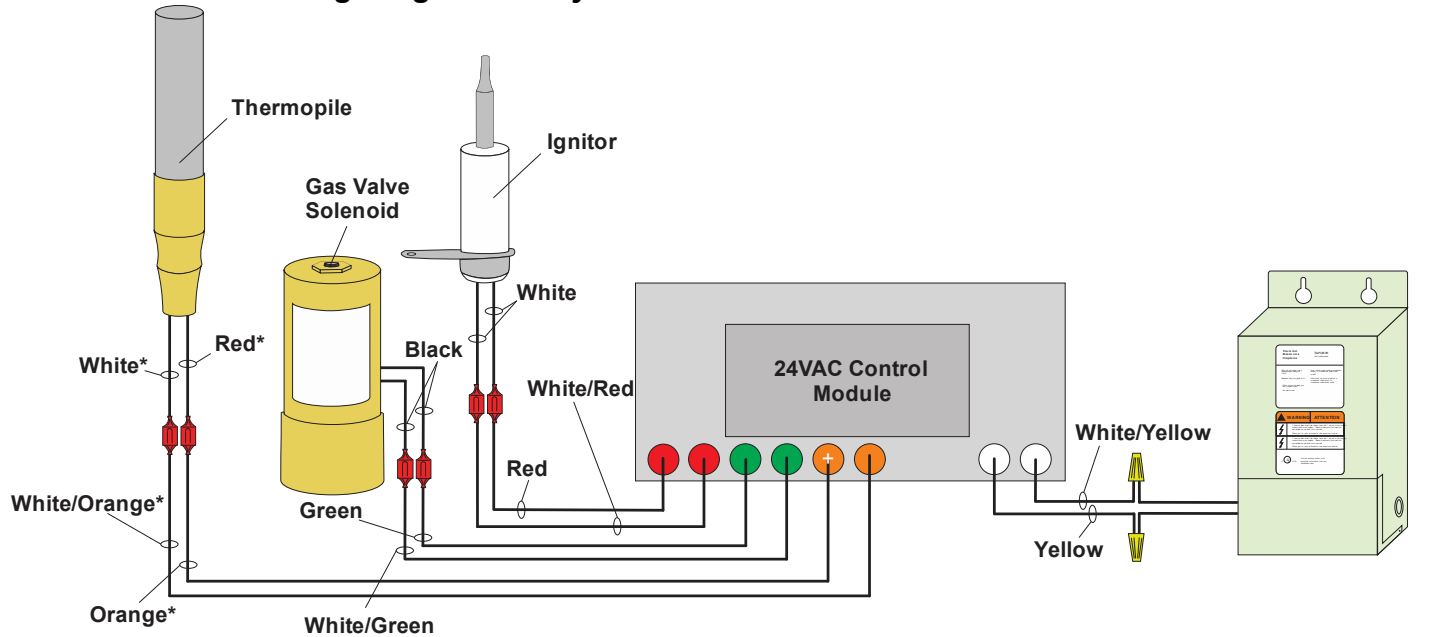 Thermopile
Ignitor
Gas Valve
Solenoid
White
White*
Red*
Black
White/Red
24VAC Control
Module
White/Yellow
Red
+
White/Orange*
Green
Yellow
Orange*
White/Green
WARNING ATTENTION